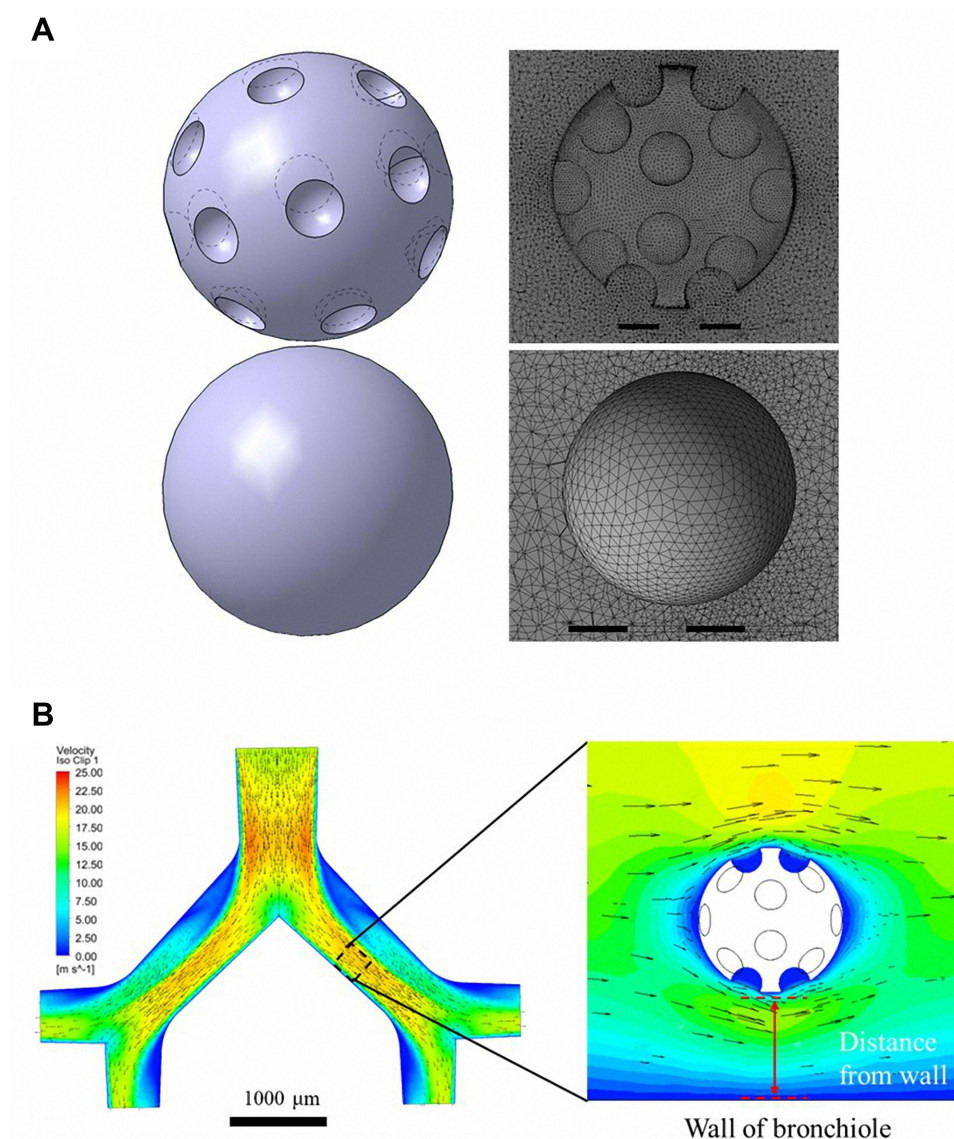 A
B
Velocity
Iso Clip 1
25.00
22.50
20.00
17.50
15.00
12.50
10.00
7.50
5.00
2.50
0.00
[m s^-1]
1000 μm
Distance
from wall
Wall of bronchiole